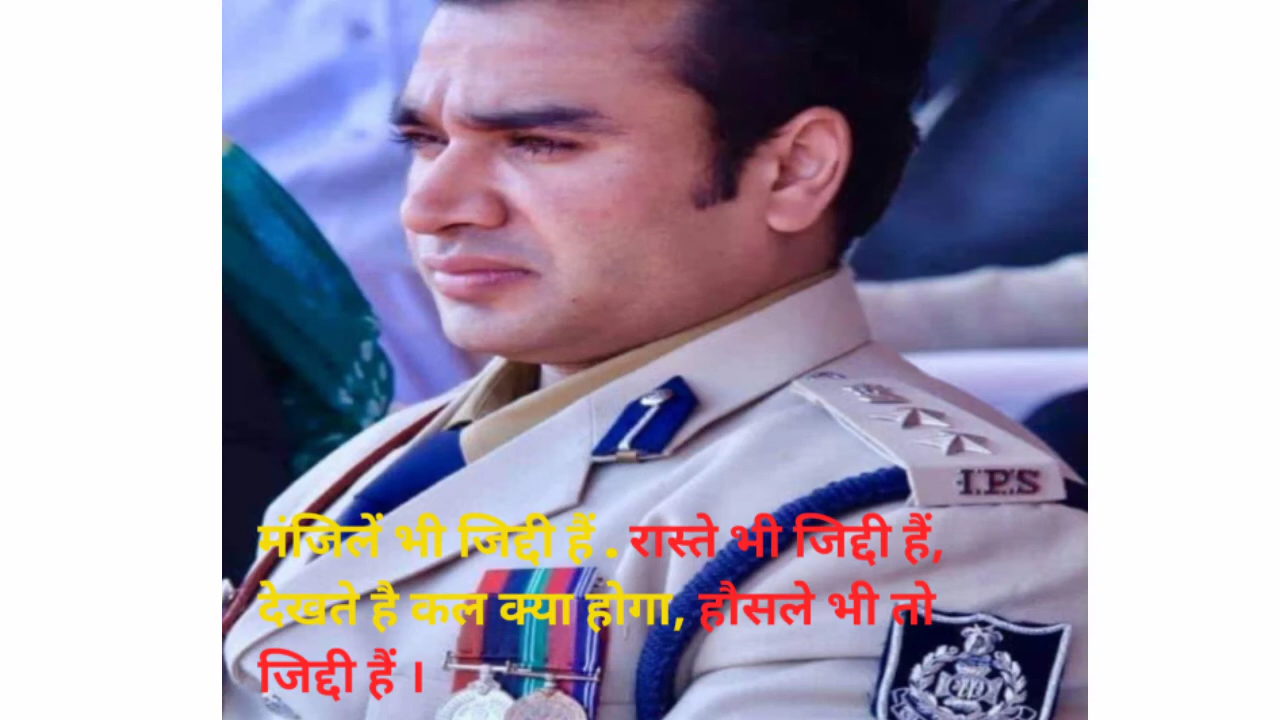 I.P.S
मंजिलें भी जिद्दी हैं . रास्ते भी जिद्दी हैं,
देखते है कल क्या होगा, हौसले भी तो
जिद्दी हैं ।